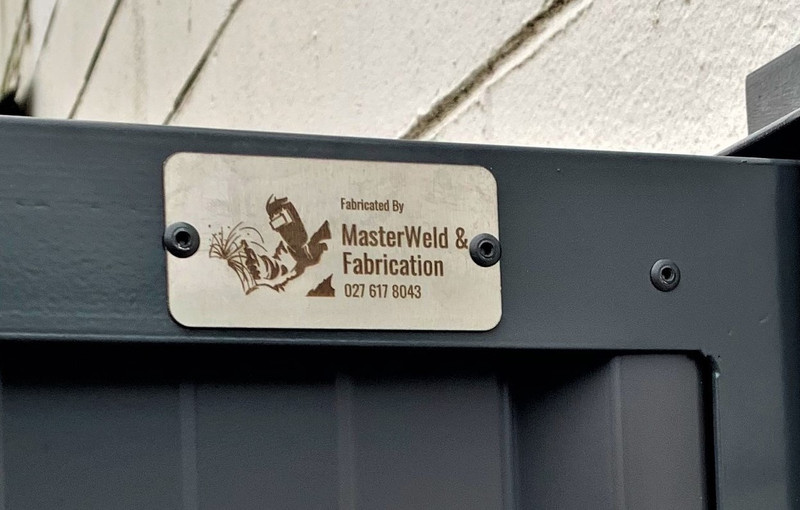 Fabricated By
MasterWeld &
Fabrication
027 617 8043